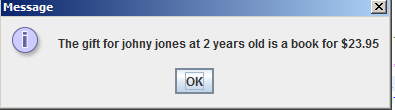 Message
The gift for johny jones at 2 years old is a book for $23.95
OK